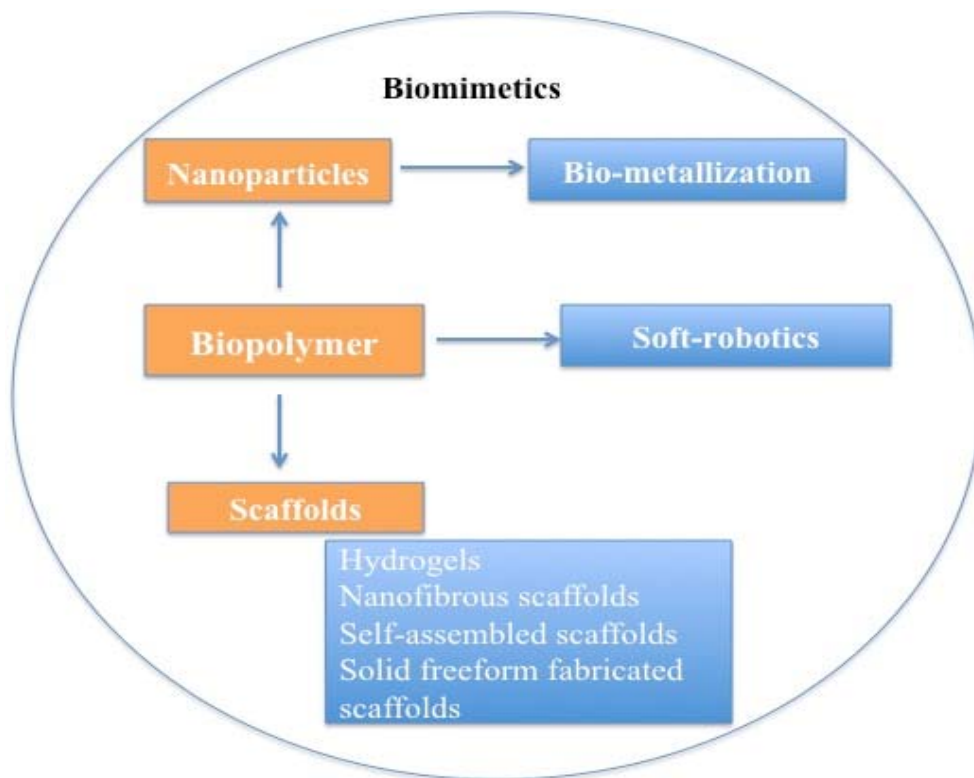 Biomimetics
Nanoparticles
Bio-metallization
Biopolymer
Soft-robotics
Scaffolds
Hydrogels
Nanofibrous scaffolds
Self-assembled scaffolds
Solid freeform fabricated
scaffolds